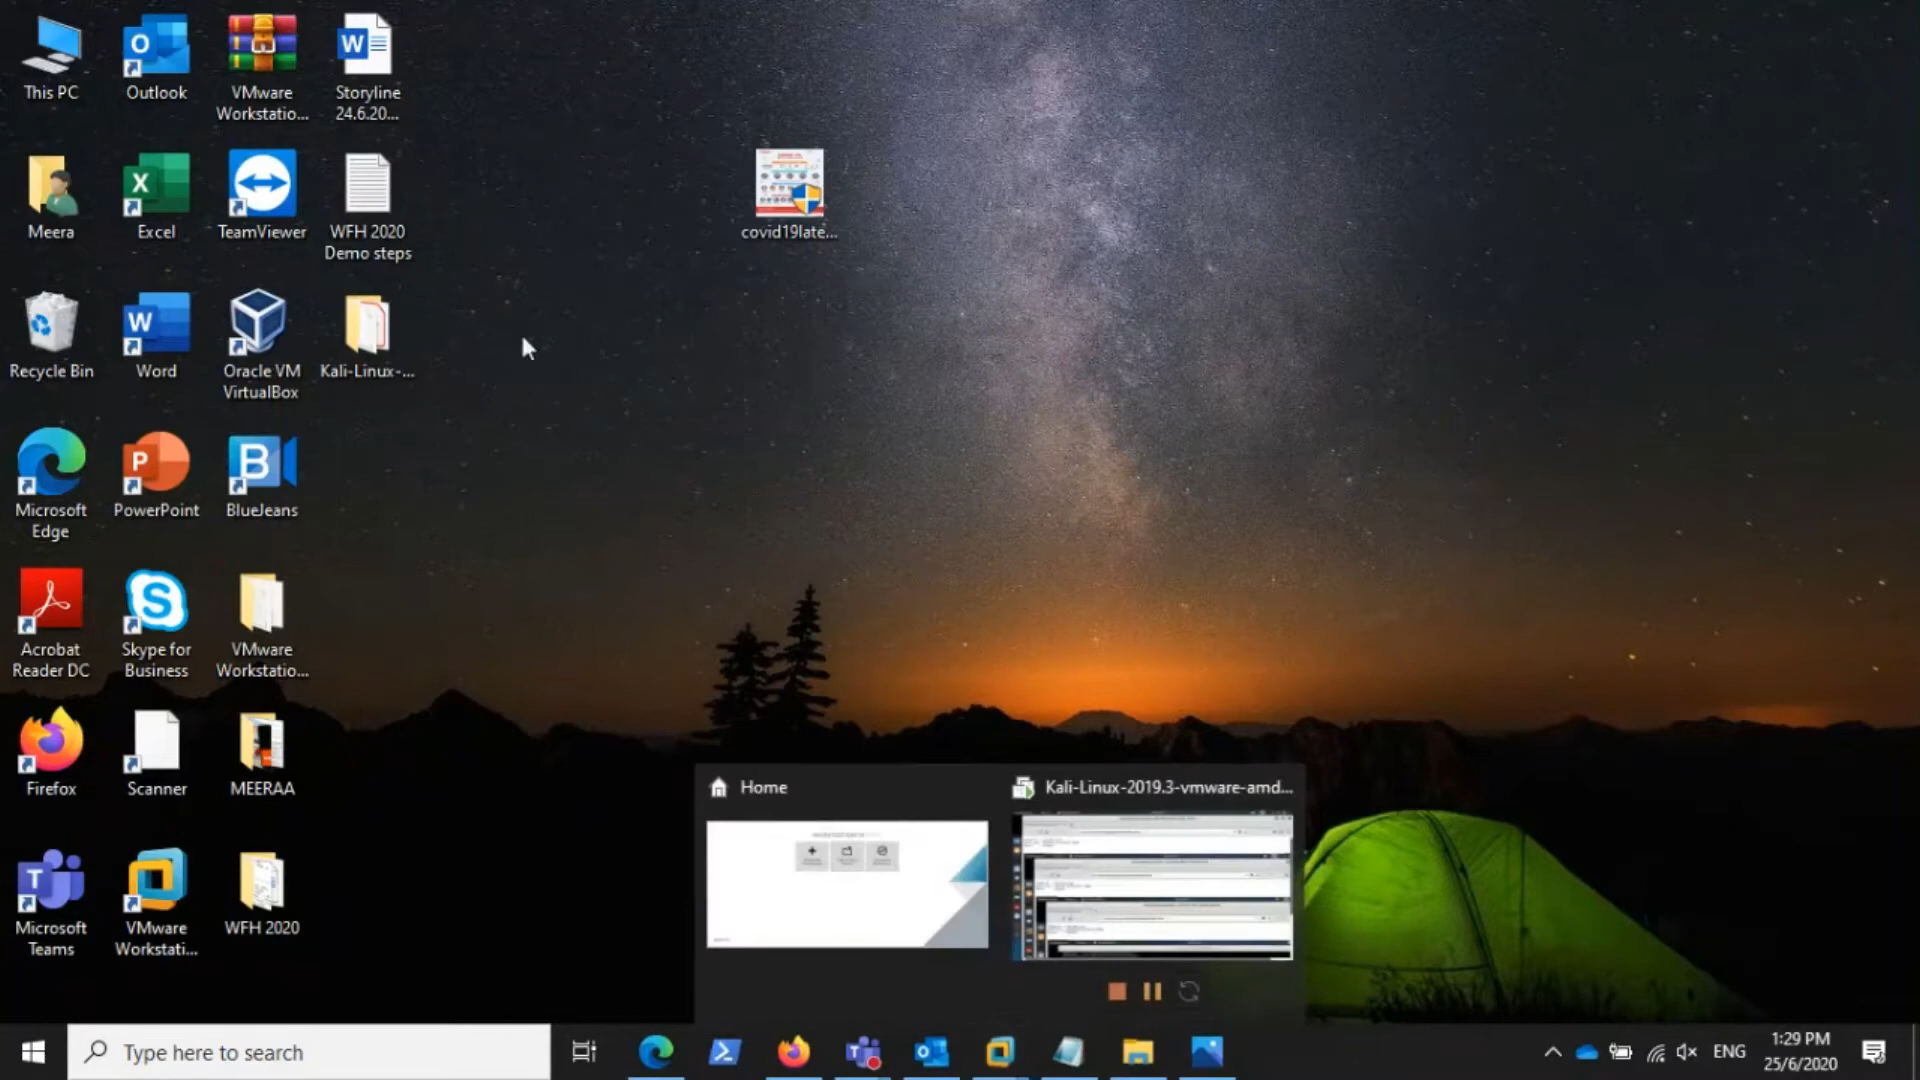 This PC
Outlook
VMware
Workstatio...
Storyline
24.6.20...
Meera
Excel
TeamViewer
WFH 2020
Demo steps
covid19late...
Recycle Bin
Word
Oracle VM
VirtualBox
Kali-Linux-...
Microsoft
Edge
PowerPoint
BlueJeans
Acrobat
Reader DC
Skype for
Business
VMware
Workstatio...
Firefox
Scanner
MEERAA
Microsoft
Teams
VMware
Workstati...
WFH 2020
Home
Kali-Linux-2019.3-vmware-amd...
Type here to search
ENG
1:29 PM
25/6/2020